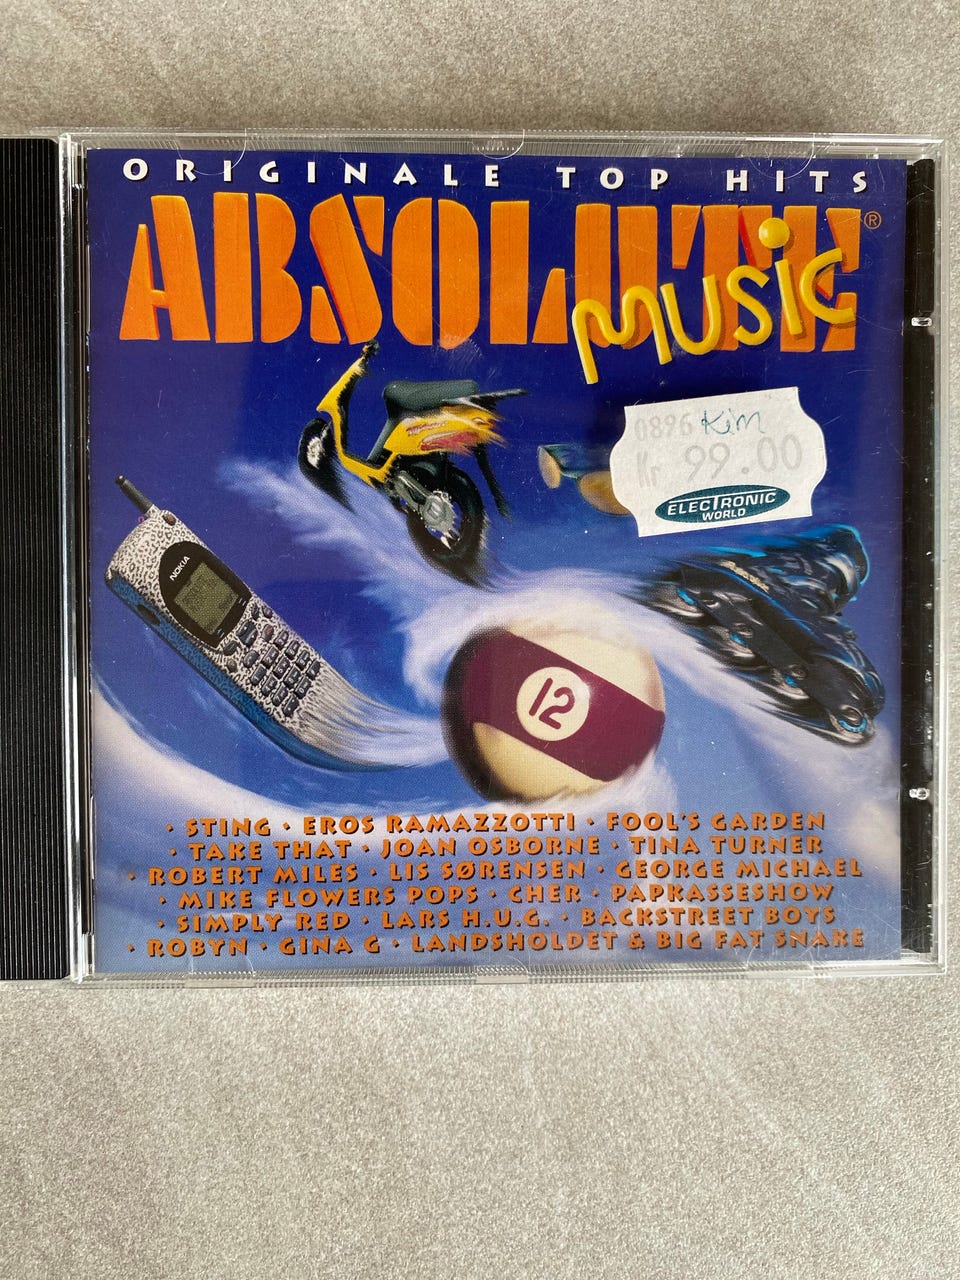 ORIGINALE TOP HITS
ABSOLUTE®
MUSIC
0896 Kim
Kr 99.00
ELECTRONIC
WORLD
NOKIA
12
· STING · EROS RAMAZZOTTI · FOOL'S GARDEN
· TAKE THAT · JOAN OSBORNE · TINA TURNER
· ROBERT MILES · LIS SØRENSEN · GEORGE MICHAEL
· MIKE FLOWERS POPS · CHER · PAPKASSESHOW
· SIMPLY RED · LARS H.U.G. · BACKSTREET BOYS
· ROBYN · GINA G · LANDSHOLDET & BIG FAT SNAKE